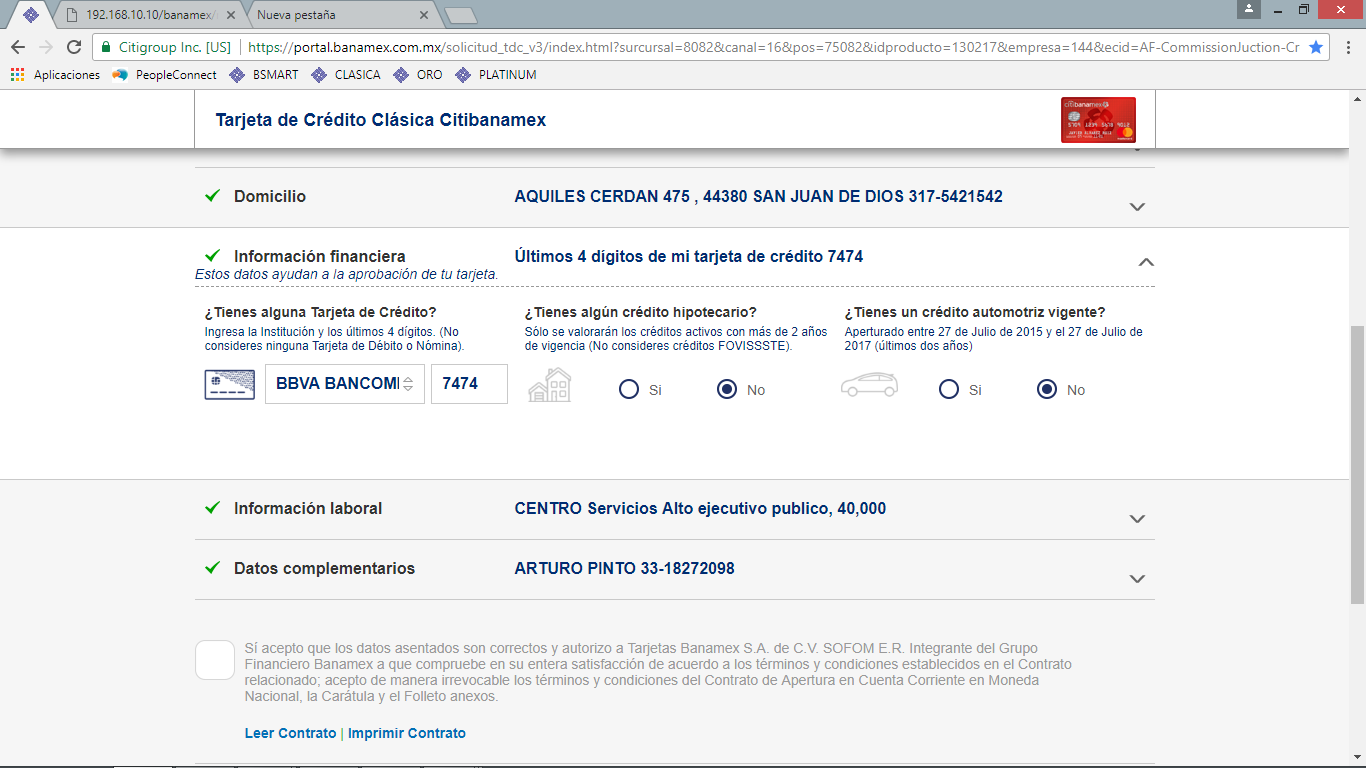 192.168.10.10/banamex/
Nueva pestaña
Citigroup Inc. [US]
https://portal.banamex.com.mx/solicitud_tdc_v3/index.html?surcursal=8082&canal=16&pos=75082&idproducto=130217&empresa=144&ecid=AF-CommissionJuction-Cr
Aplicaciones
PeopleConnect
BSMART
CLASICA
ORO
PLATINUM
Tarjeta de Crédito Clásica Citibanamex
citibanamex
Domicilio
AQUILES CERDAN 475 , 44380 SAN JUAN DE DIOS 317-5421542
Información financiera
Últimos 4 dígitos de mi tarjeta de crédito 7474
Estos datos ayudan a la aprobación de tu tarjeta.
¿Tienes alguna Tarjeta de Crédito?
Ingresa la Institución y los últimos 4 dígitos. (No
consideres ninguna Tarjeta de Débito o Nómina).
BBVA BANCOM
7474
¿Tienes algún crédito hipotecario?
Sólo se valorarán los créditos activos con más de 2 años
de vigencia (No consideres créditos FOVISSSTE).
Si
No
¿Tienes un crédito automotriz vigente?
Aperturado entre 27 de Julio de 2015 y el 27 de Julio de
2017 (últimos dos años)
Si
No
Información laboral
CENTRO Servicios Alto ejecutivo publico, 40,000
Datos complementarios
ARTURO PINTO 33-18272098
Sí acepto que los datos asentados son correctos y autorizo a Tarjetas Banamex S.A. de C.V. SOFOM E.R. Integrante del Grupo
Financiero Banamex a que compruebe en su entera satisfacción de acuerdo a los términos y condiciones establecidos en el Contrato
relacionado; acepto de manera irrevocable los términos y condiciones del Contrato de Apertura en Cuenta Corriente en Moneda
Nacional, la Carátula y el Folleto anexos.
Leer Contrato | Imprimir Contrato